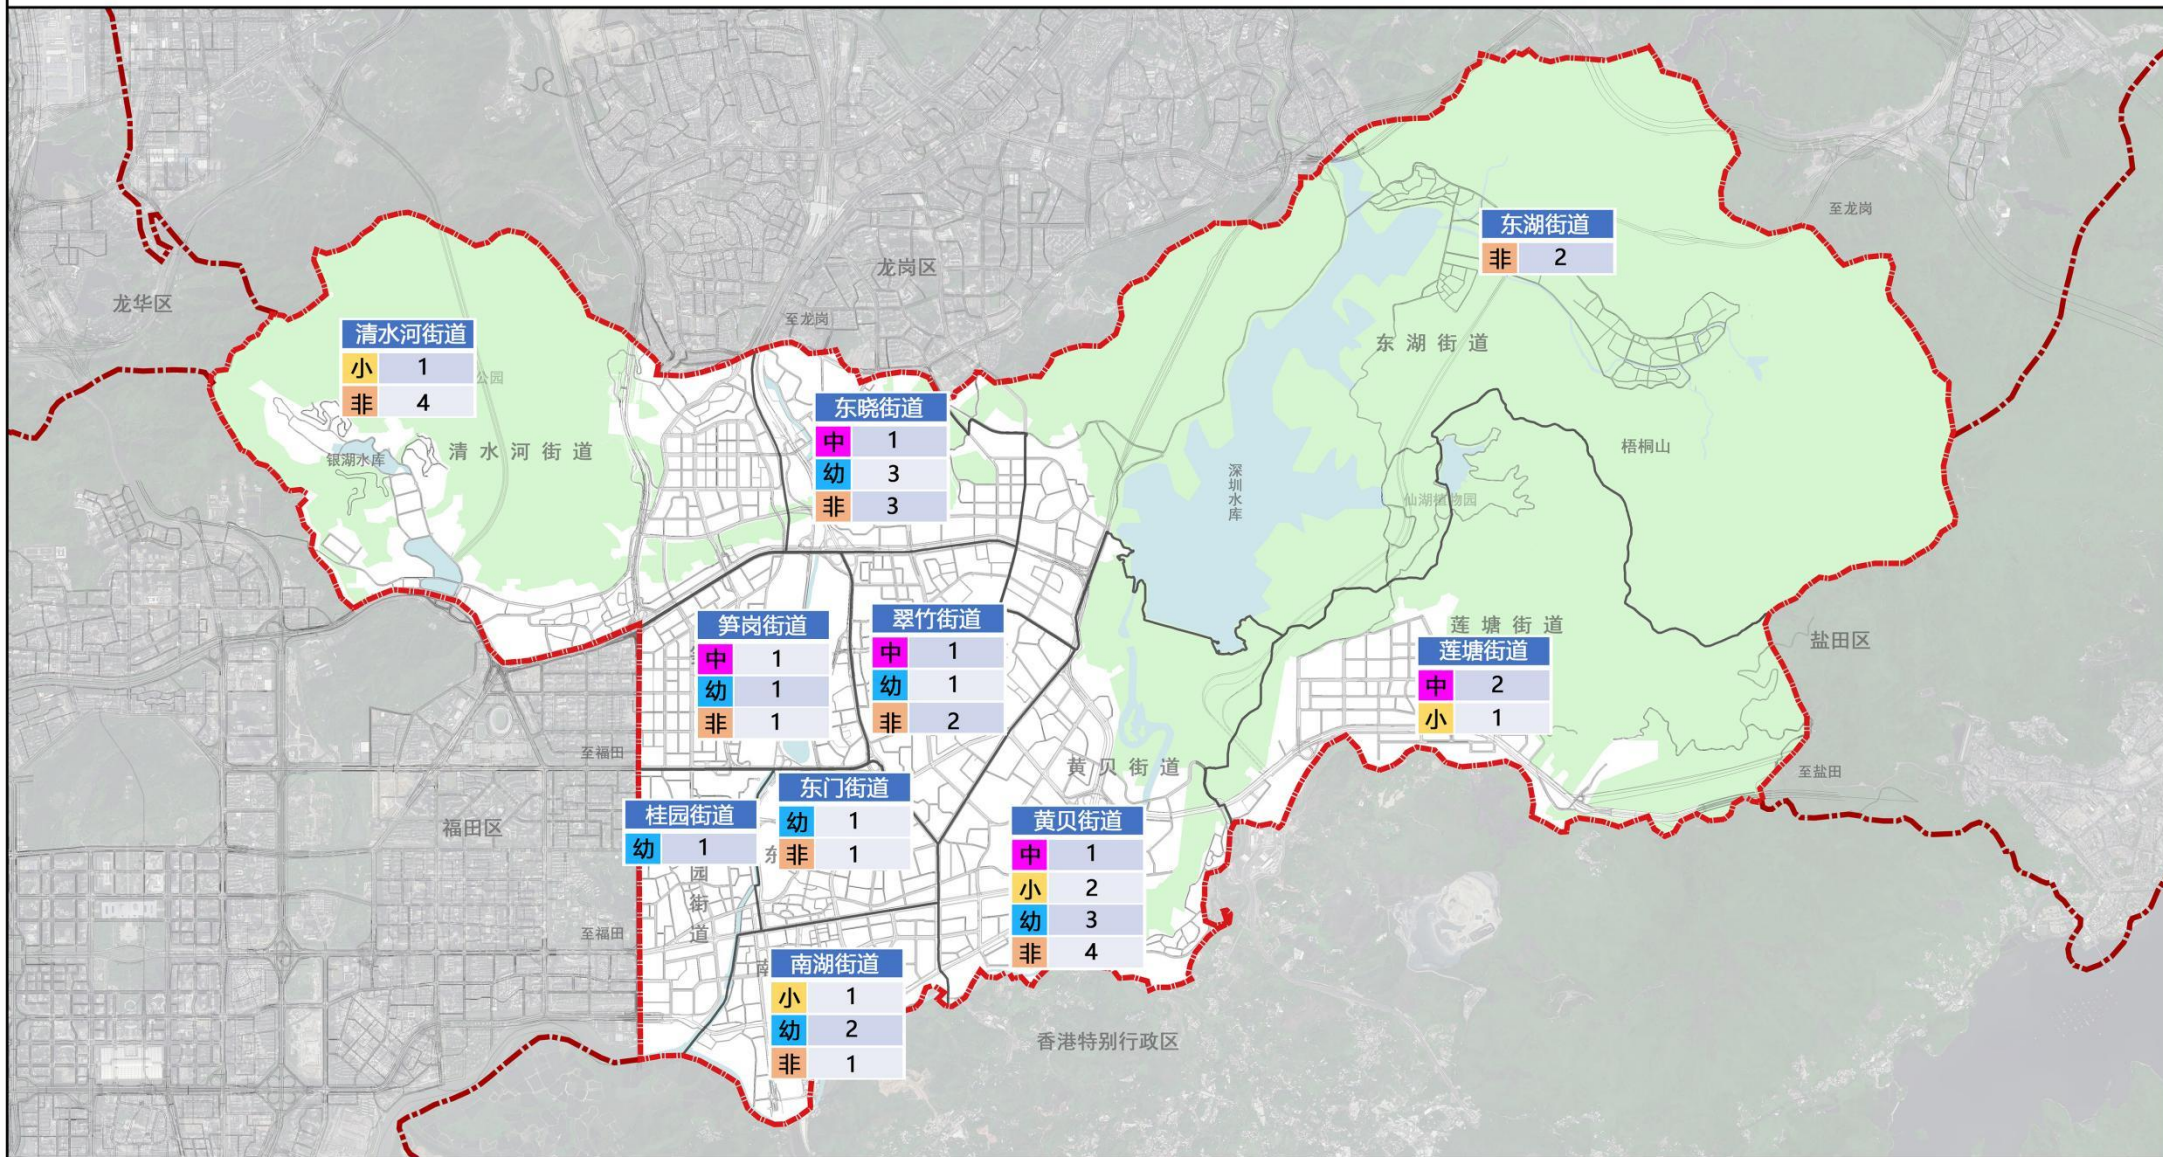 至龙岗
东湖街道
非 2
龙岗区
龙华区
至龙岗
清水河街道
小 1
非 4
公园
东湖街道
东晓街道
中 1
幼 3
非 3
清水河街道
银湖水库
梧桐山
深圳水库
仙湖植物园
笋岗街道
中 1
幼 1
非 1
翠竹街道
中 1
幼 1
非 2
莲塘街道
盐田区
莲塘街道
中 2
小 1
至福田
黄贝街道
至盐田
东门街道
幼 1
非 1
东
桂园街道
幼 1
园街道
福田区
黄贝街道
中 1
小 2
幼 3
非 4
至福田
南
南湖街道
小 1
幼 2
非 1
香港特别行政区